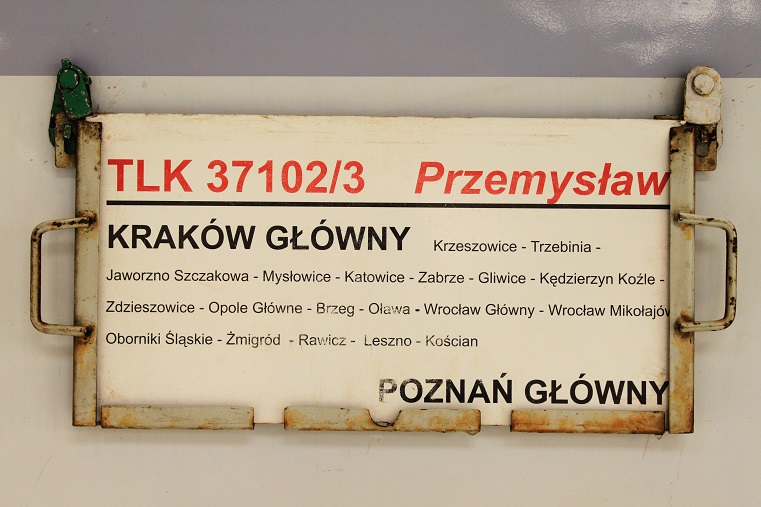 TLK 37102/3 Przemysław
KRAKÓW GŁÓWNY Krzeszowice - Trzebinia -
Jaworzno Szczakowa - Mysłowice - Katowice - Zabrze - Gliwice - Kędzierzyn Koźle -
Zdzieszowice - Opole Główne - Brzeg - Oława - Wrocław Główny - Wrocław Mikołajów
Oborniki Śląskie - Żmigród - Rawicz - Leszno - Kościan
POZNAŃ GŁÓWNY